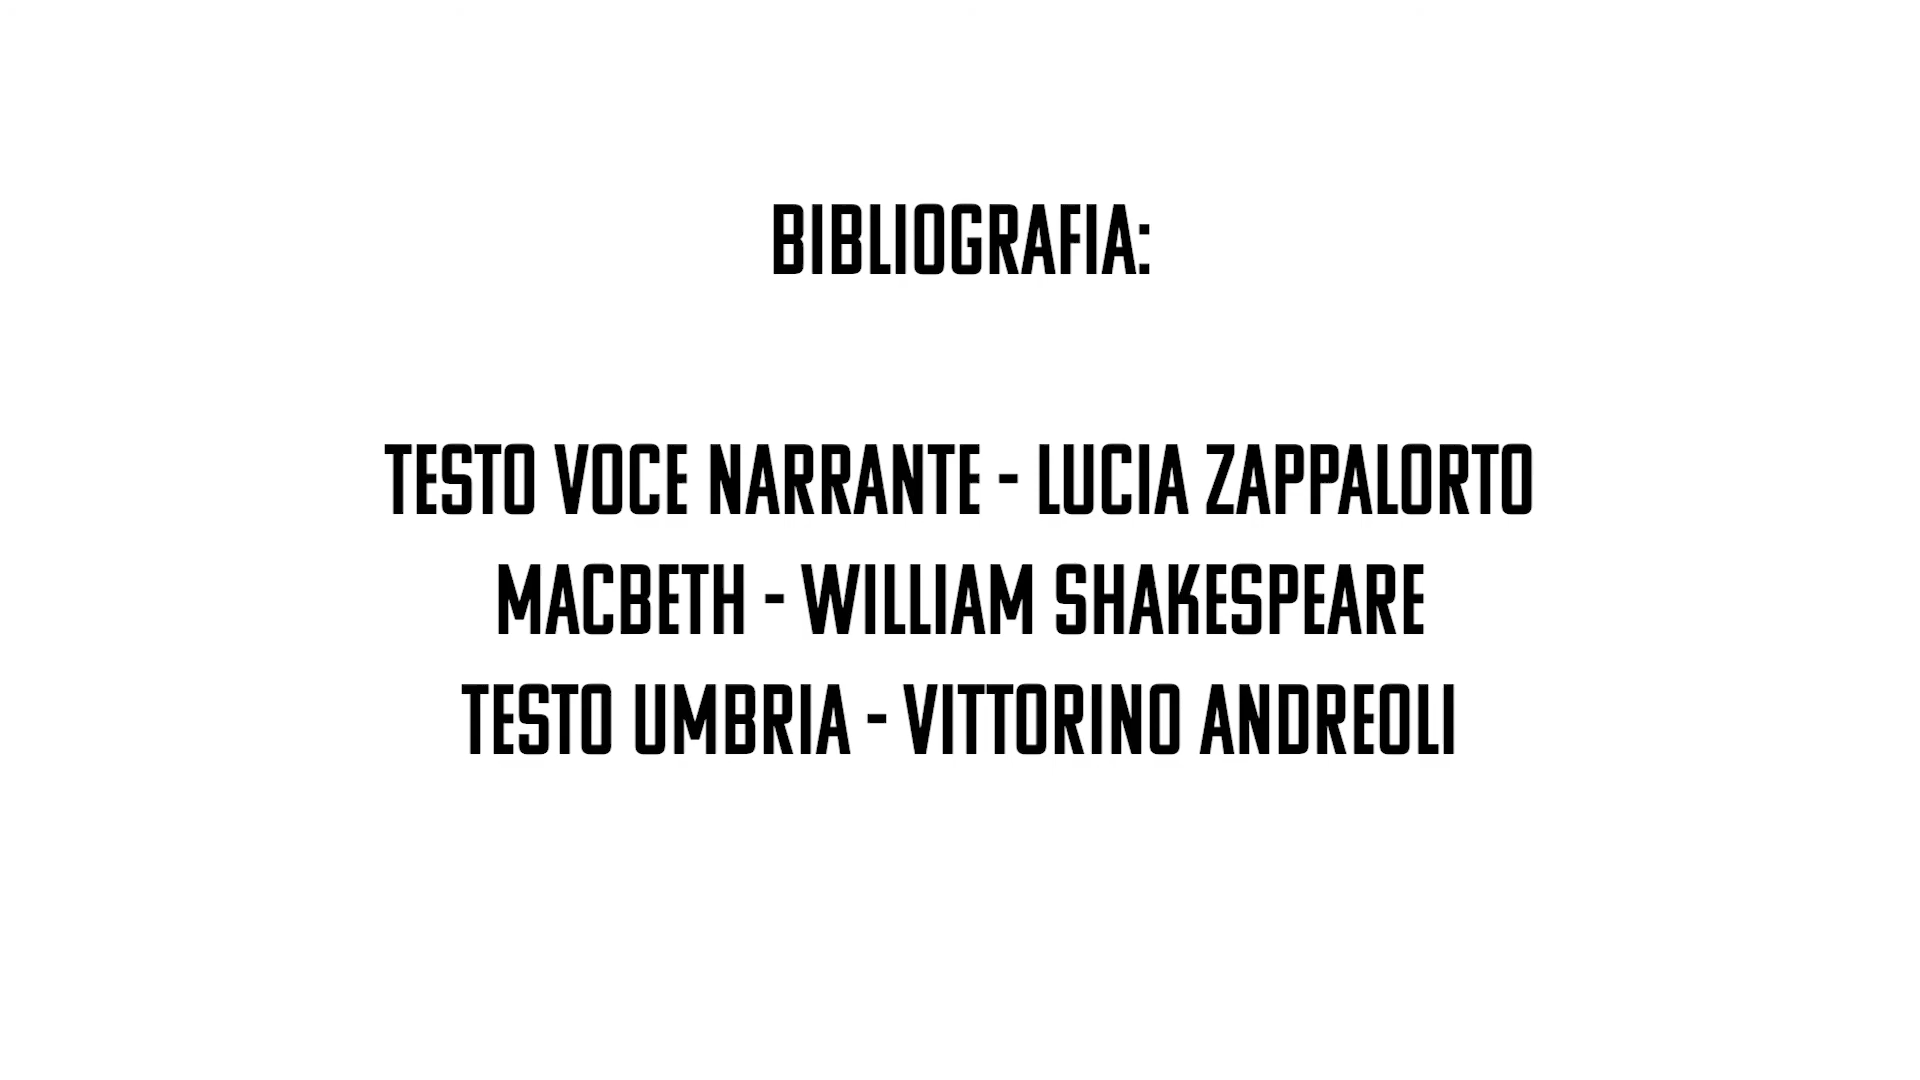 BIBLIOGRAFIA:
TESTO VOCE NARRANTE - LUCIA ZAPPALORTO
MACBETH - WILLIAM SHAKESPEARE
TESTO UMBRIA - VITTORINO ANDREOLI